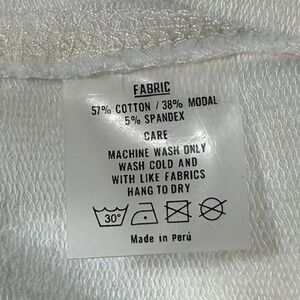 FABRIC
57% COTTON / 38% MODAL
5% SPANDEX
CARE
MACHINE WASH ONLY
WASH COLD AND
WITH LIKE FABRICS
HANG TO DRY
30°
Made in Perú